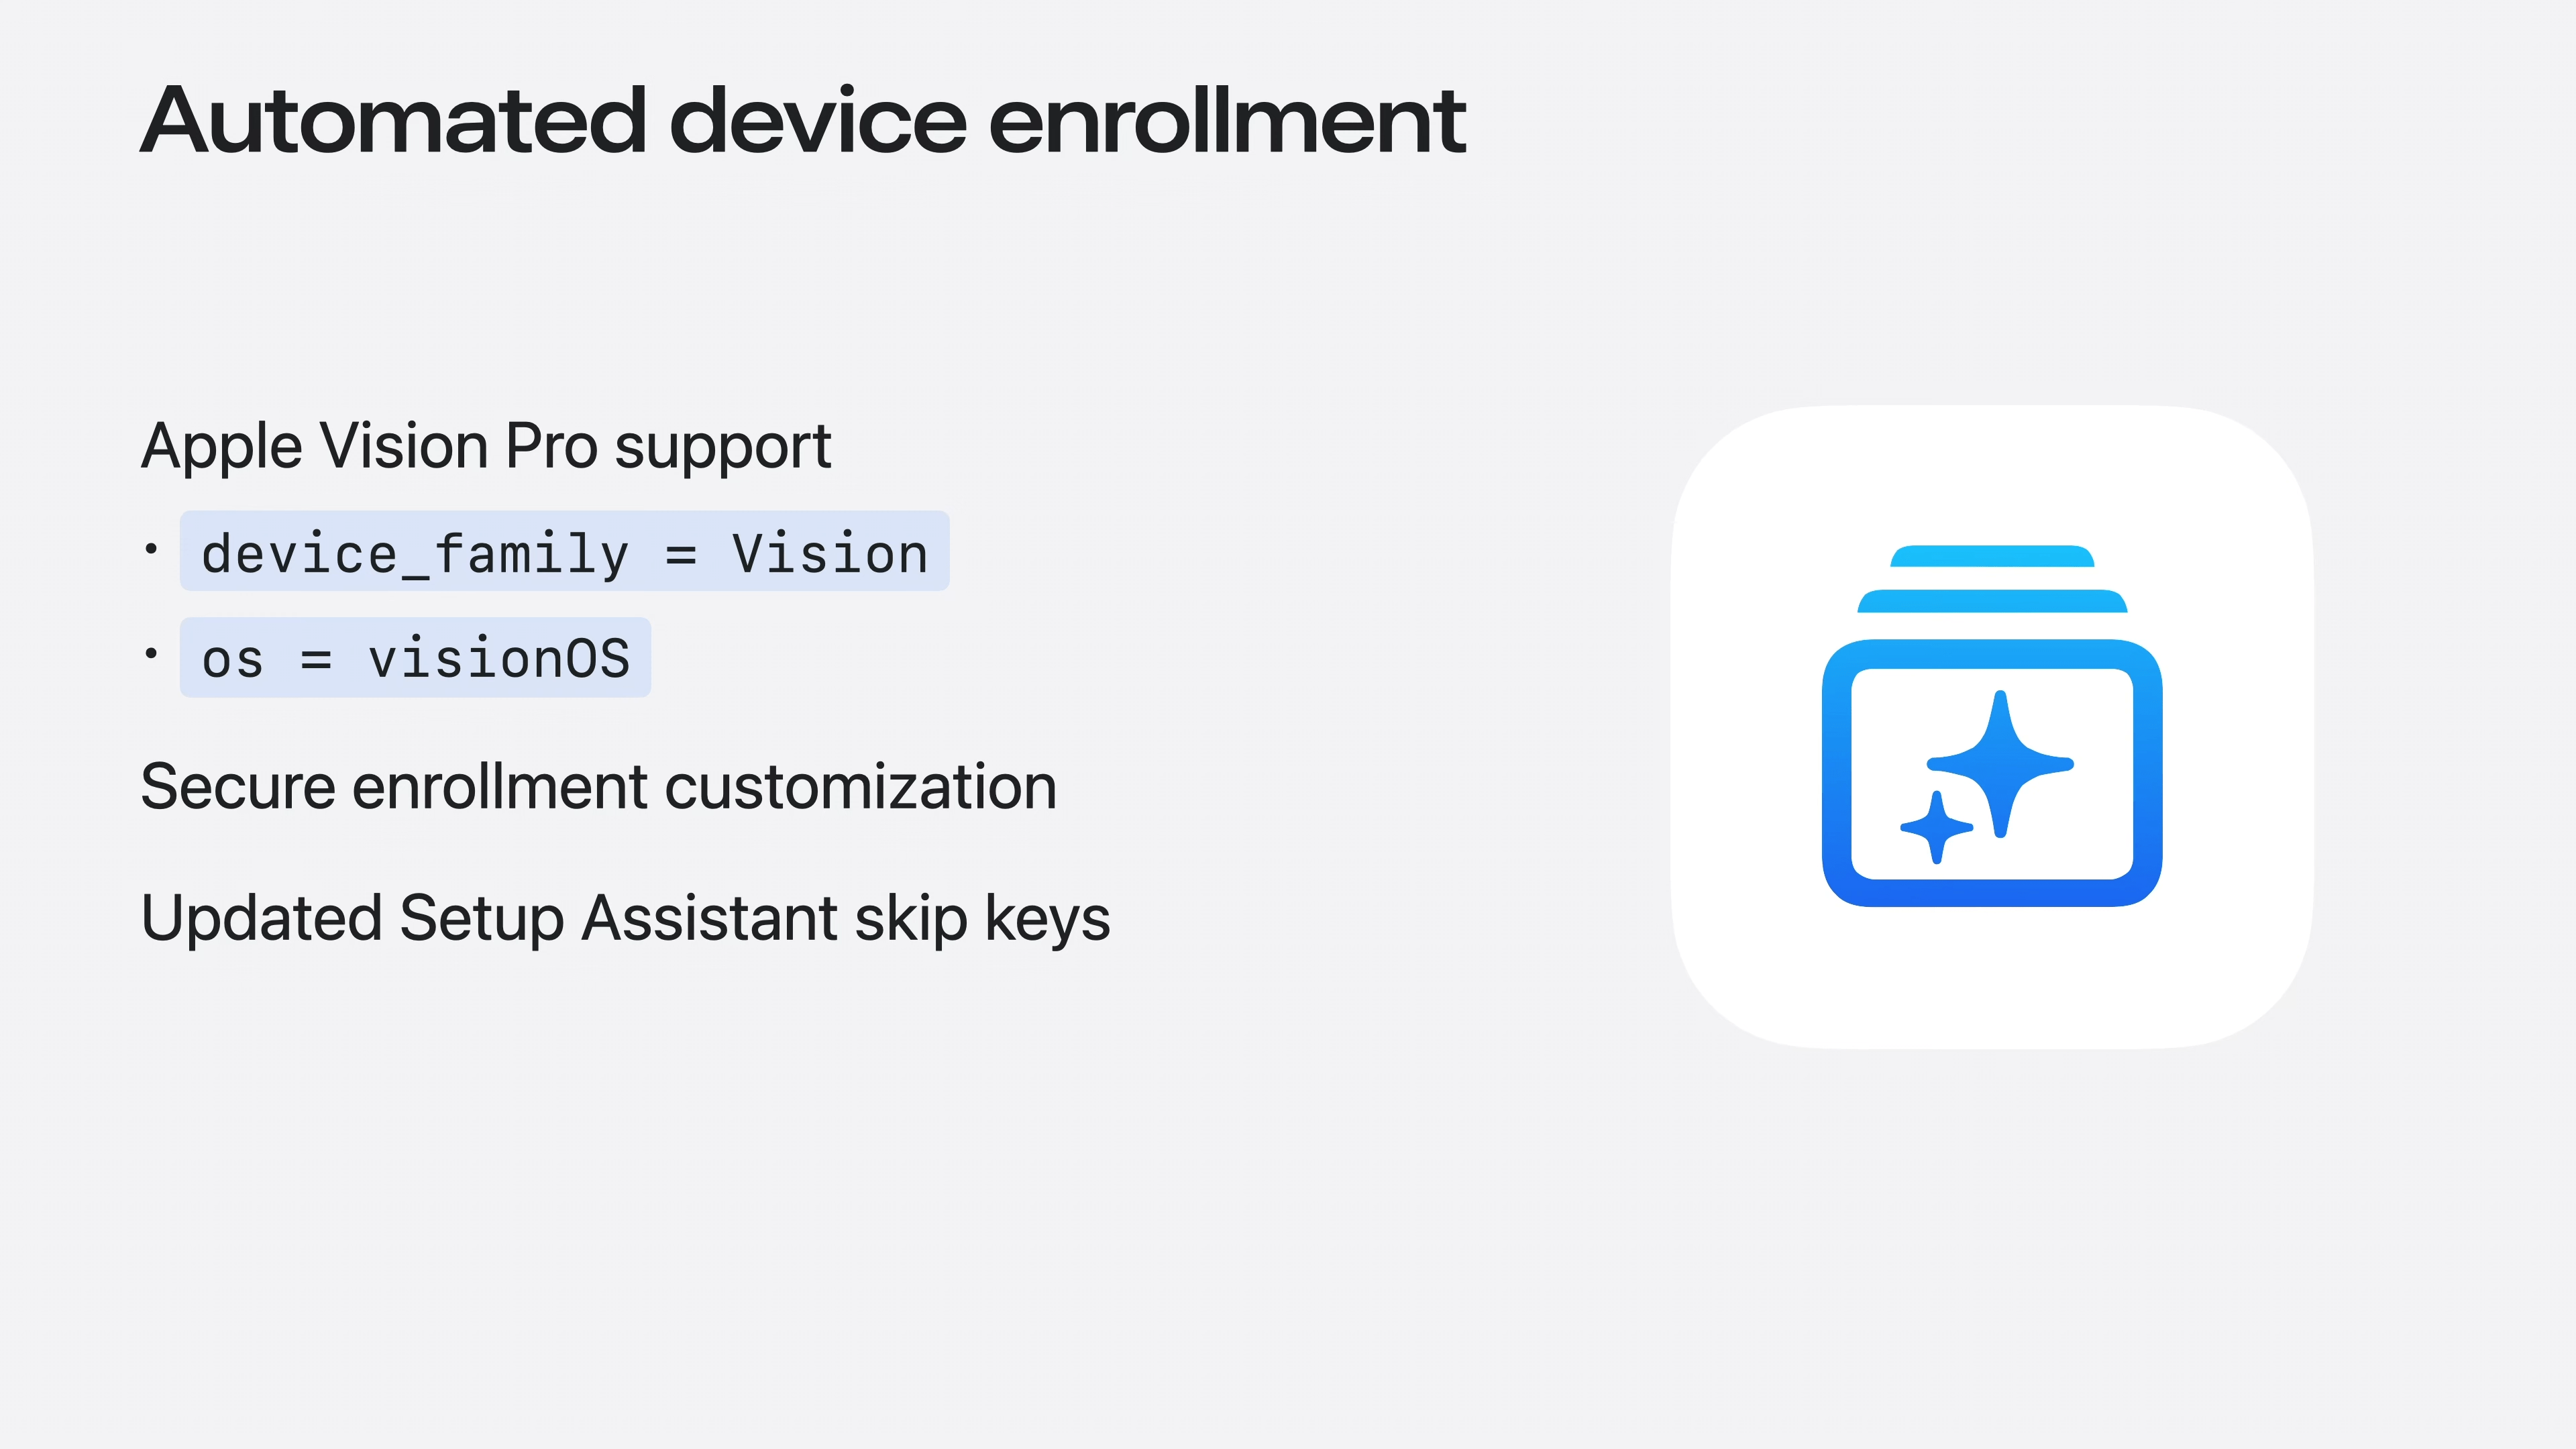 Automated device enrollment
Apple Vision Pro support
• device_family = Vision
• os = visionOS
Secure enrollment customization
Updated Setup Assistant skip keys